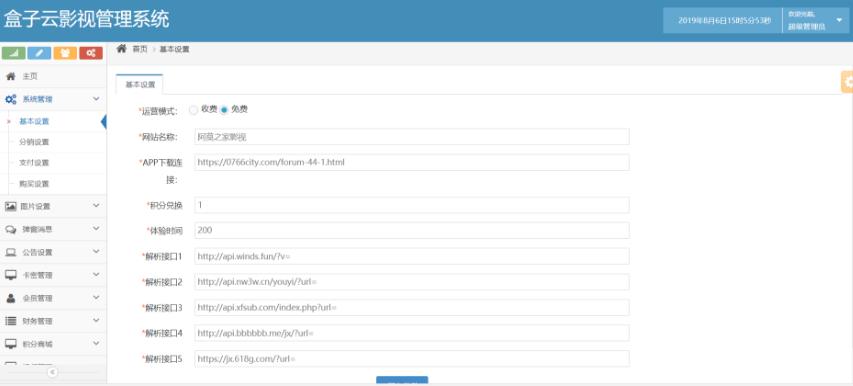 盒子云影视管理系统
2019年8月6日15时5分53秒
欢迎光临,
超级管理员
首页 > 基本设置
主页
系统管理
基本设置
分销设置
支付设置
购买设置
图片设置
弹窗消息
公告设置
卡密管理
会员管理
财务管理
积分商城
基本设置
*运营模式: 收费 免费
*网站名称: 阿莫之家影视
*APP下载连接: https://0766city.com/forum-44-1.html
*积分兑换 1
*体验时间 200
*解析接口1 http://api.winds.fun/?v=
*解析接口2 http://api.nw3w.cn/youyi/?url=
*解析接口3 http://api.xfsub.com/index.php?url=
*解析接口4 http://api.bbbbbb.me/jx/?url=
*解析接口5 https://jx.618g.com/?url=